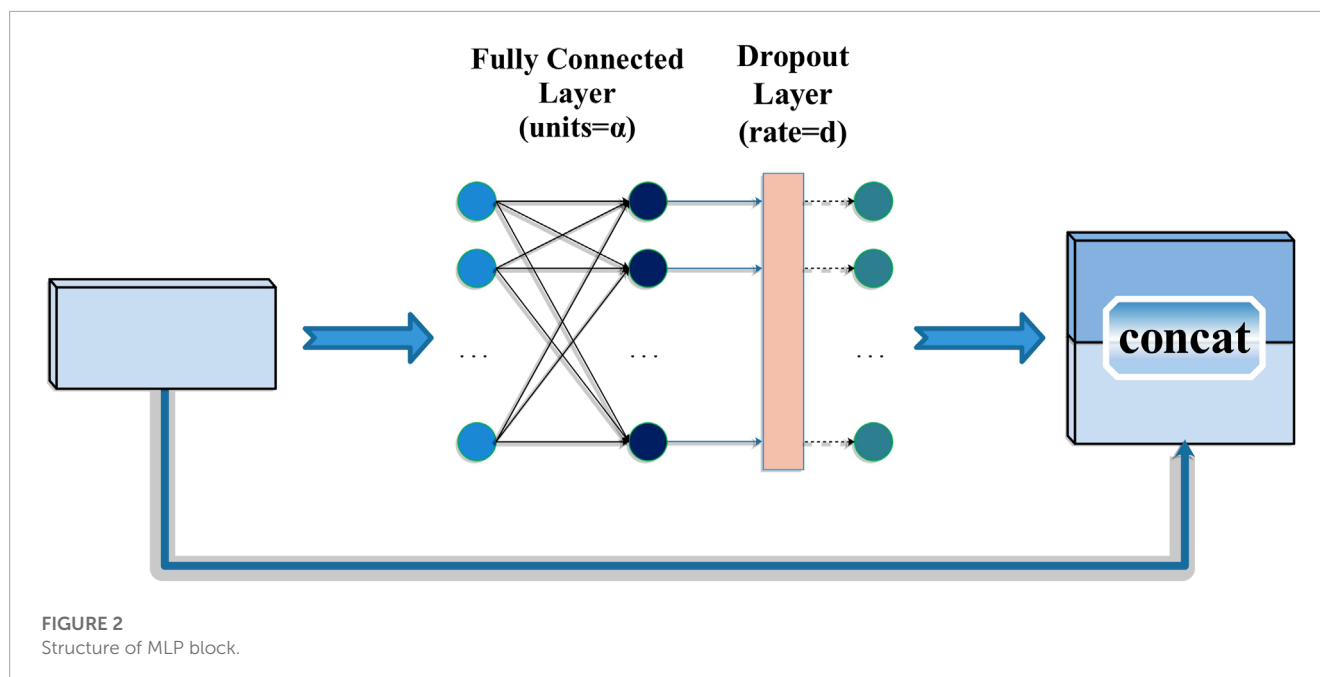 Fully Connected
Layer
(units=α)
Dropout
Layer
(rate=d)
. . .
. . .
. . .
concat
FIGURE 2
Structure of MLP block.